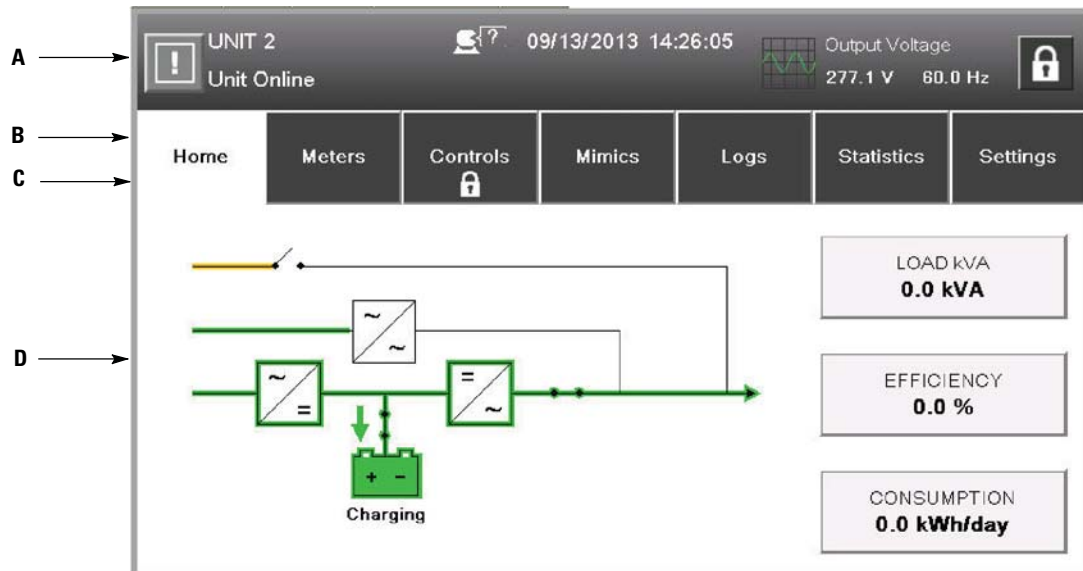 A
UNIT 2
Unit Online
?
09/13/2013 14:26:05
Output Voltage
277.1 V 60.0 Hz
!
B
Home
Meters
Controls
Mimics
Logs
Statistics
Settings
C
D
~
~
~
=
=
~
+ -
Charging
LOAD kVA
0.0 kVA
EFFICIENCY
0.0 %
CONSUMPTION
0.0 kWh/day